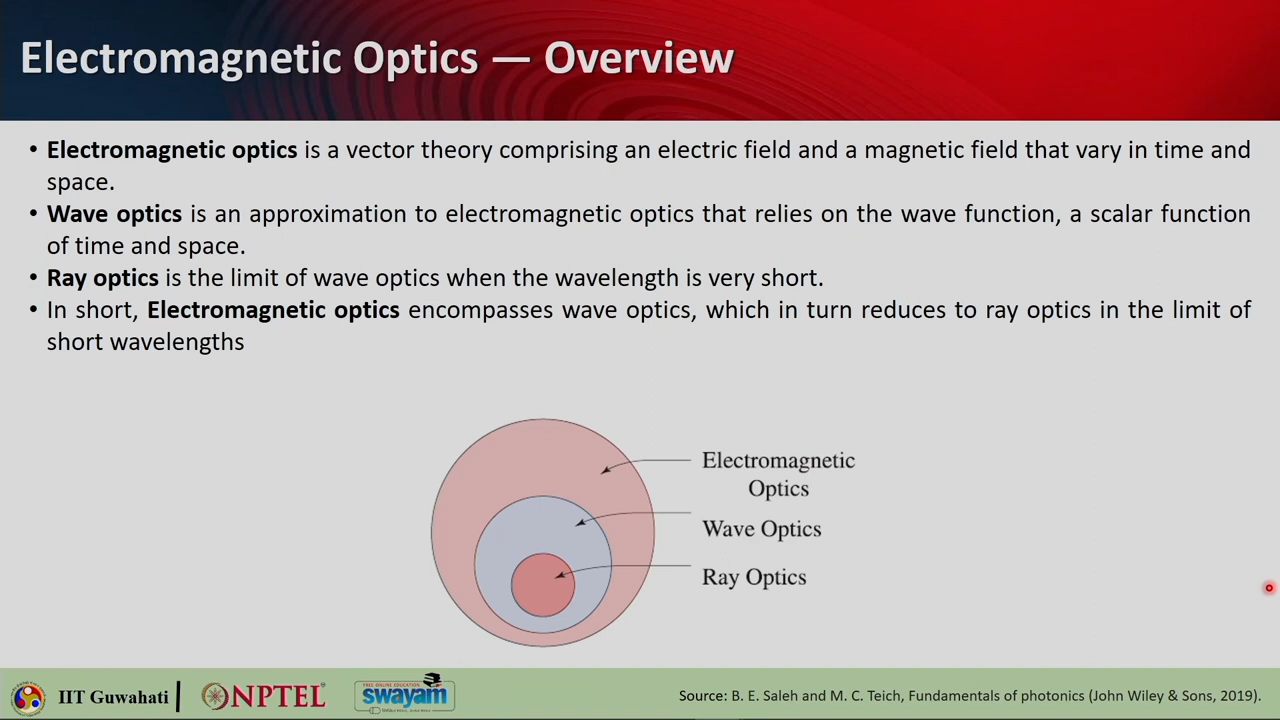 Electromagnetic Optics — Overview
• Electromagnetic optics is a vector theory comprising an electric field and a magnetic field that vary in time and
space.
• Wave optics is an approximation to electromagnetic optics that relies on the wave function, a scalar function
of time and space.
• Ray optics is the limit of wave optics when the wavelength is very short.
• In short, Electromagnetic optics encompasses wave optics, which in turn reduces to ray optics in the limit of
short wavelengths
Electromagnetic
Optics
Wave Optics
Ray Optics
IIT Guwahati
NPTEL
FREE ONLINE EDUCATION
swayam
Source: B. E. Saleh and M. C. Teich, Fundamentals of photonics (John Wiley & Sons, 2019).